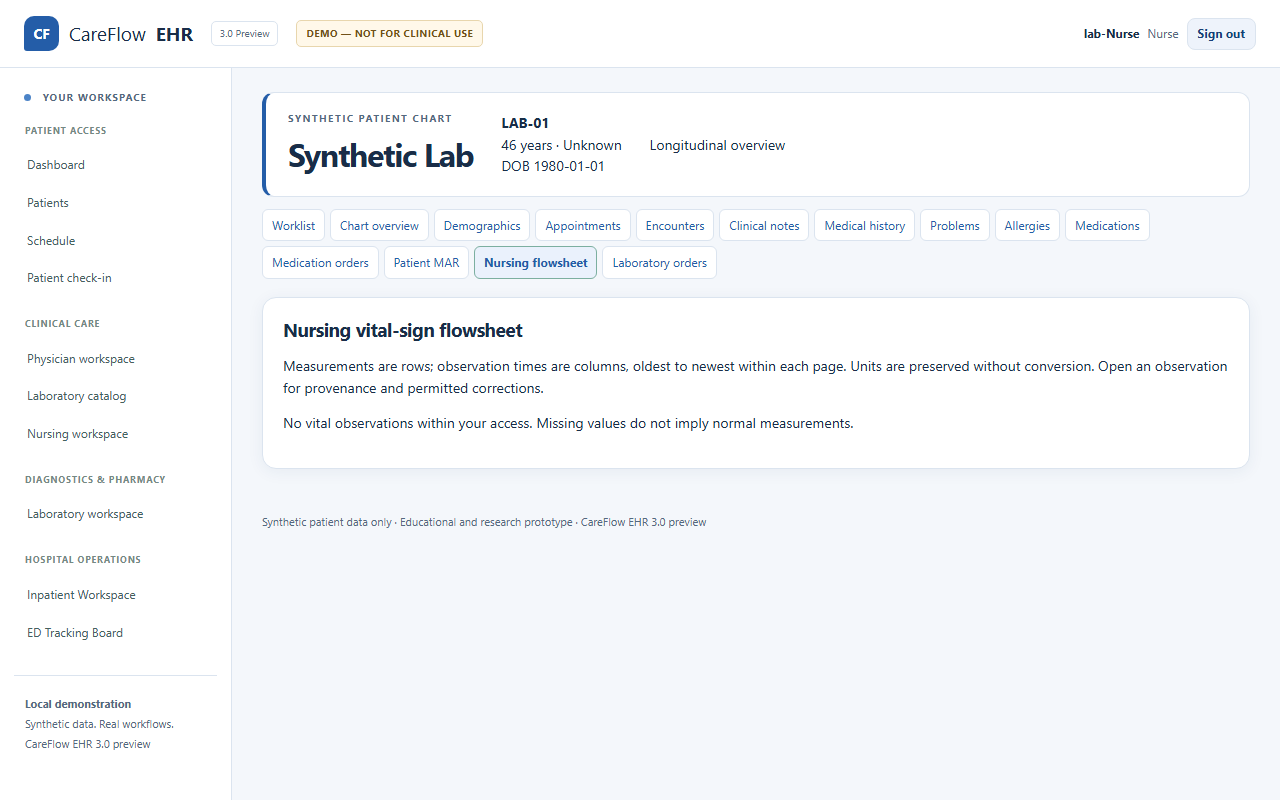 CF CareFlow EHR 3.0 Preview DEMO — NOT FOR CLINICAL USE lab-Nurse Nurse Sign out
YOUR WORKSPACE
PATIENT ACCESS
Dashboard
Patients
Schedule
Patient check-in
CLINICAL CARE
Physician workspace
Laboratory catalog
Nursing workspace
DIAGNOSTICS & PHARMACY
Laboratory workspace
HOSPITAL OPERATIONS
Inpatient Workspace
ED Tracking Board
Local demonstration
Synthetic data. Real workflows.
CareFlow EHR 3.0 preview
SYNTHETIC PATIENT CHART
Synthetic Lab
LAB-01
46 years · Unknown Longitudinal overview
DOB 1980-01-01
Worklist Chart overview Demographics Appointments Encounters Clinical notes Medical history Problems Allergies Medications
Medication orders Patient MAR Nursing flowsheet Laboratory orders
Nursing vital-sign flowsheet
Measurements are rows; observation times are columns, oldest to newest within each page. Units are preserved without conversion. Open an observation
for provenance and permitted corrections.
No vital observations within your access. Missing values do not imply normal measurements.
Synthetic patient data only · Educational and research prototype · CareFlow EHR 3.0 preview